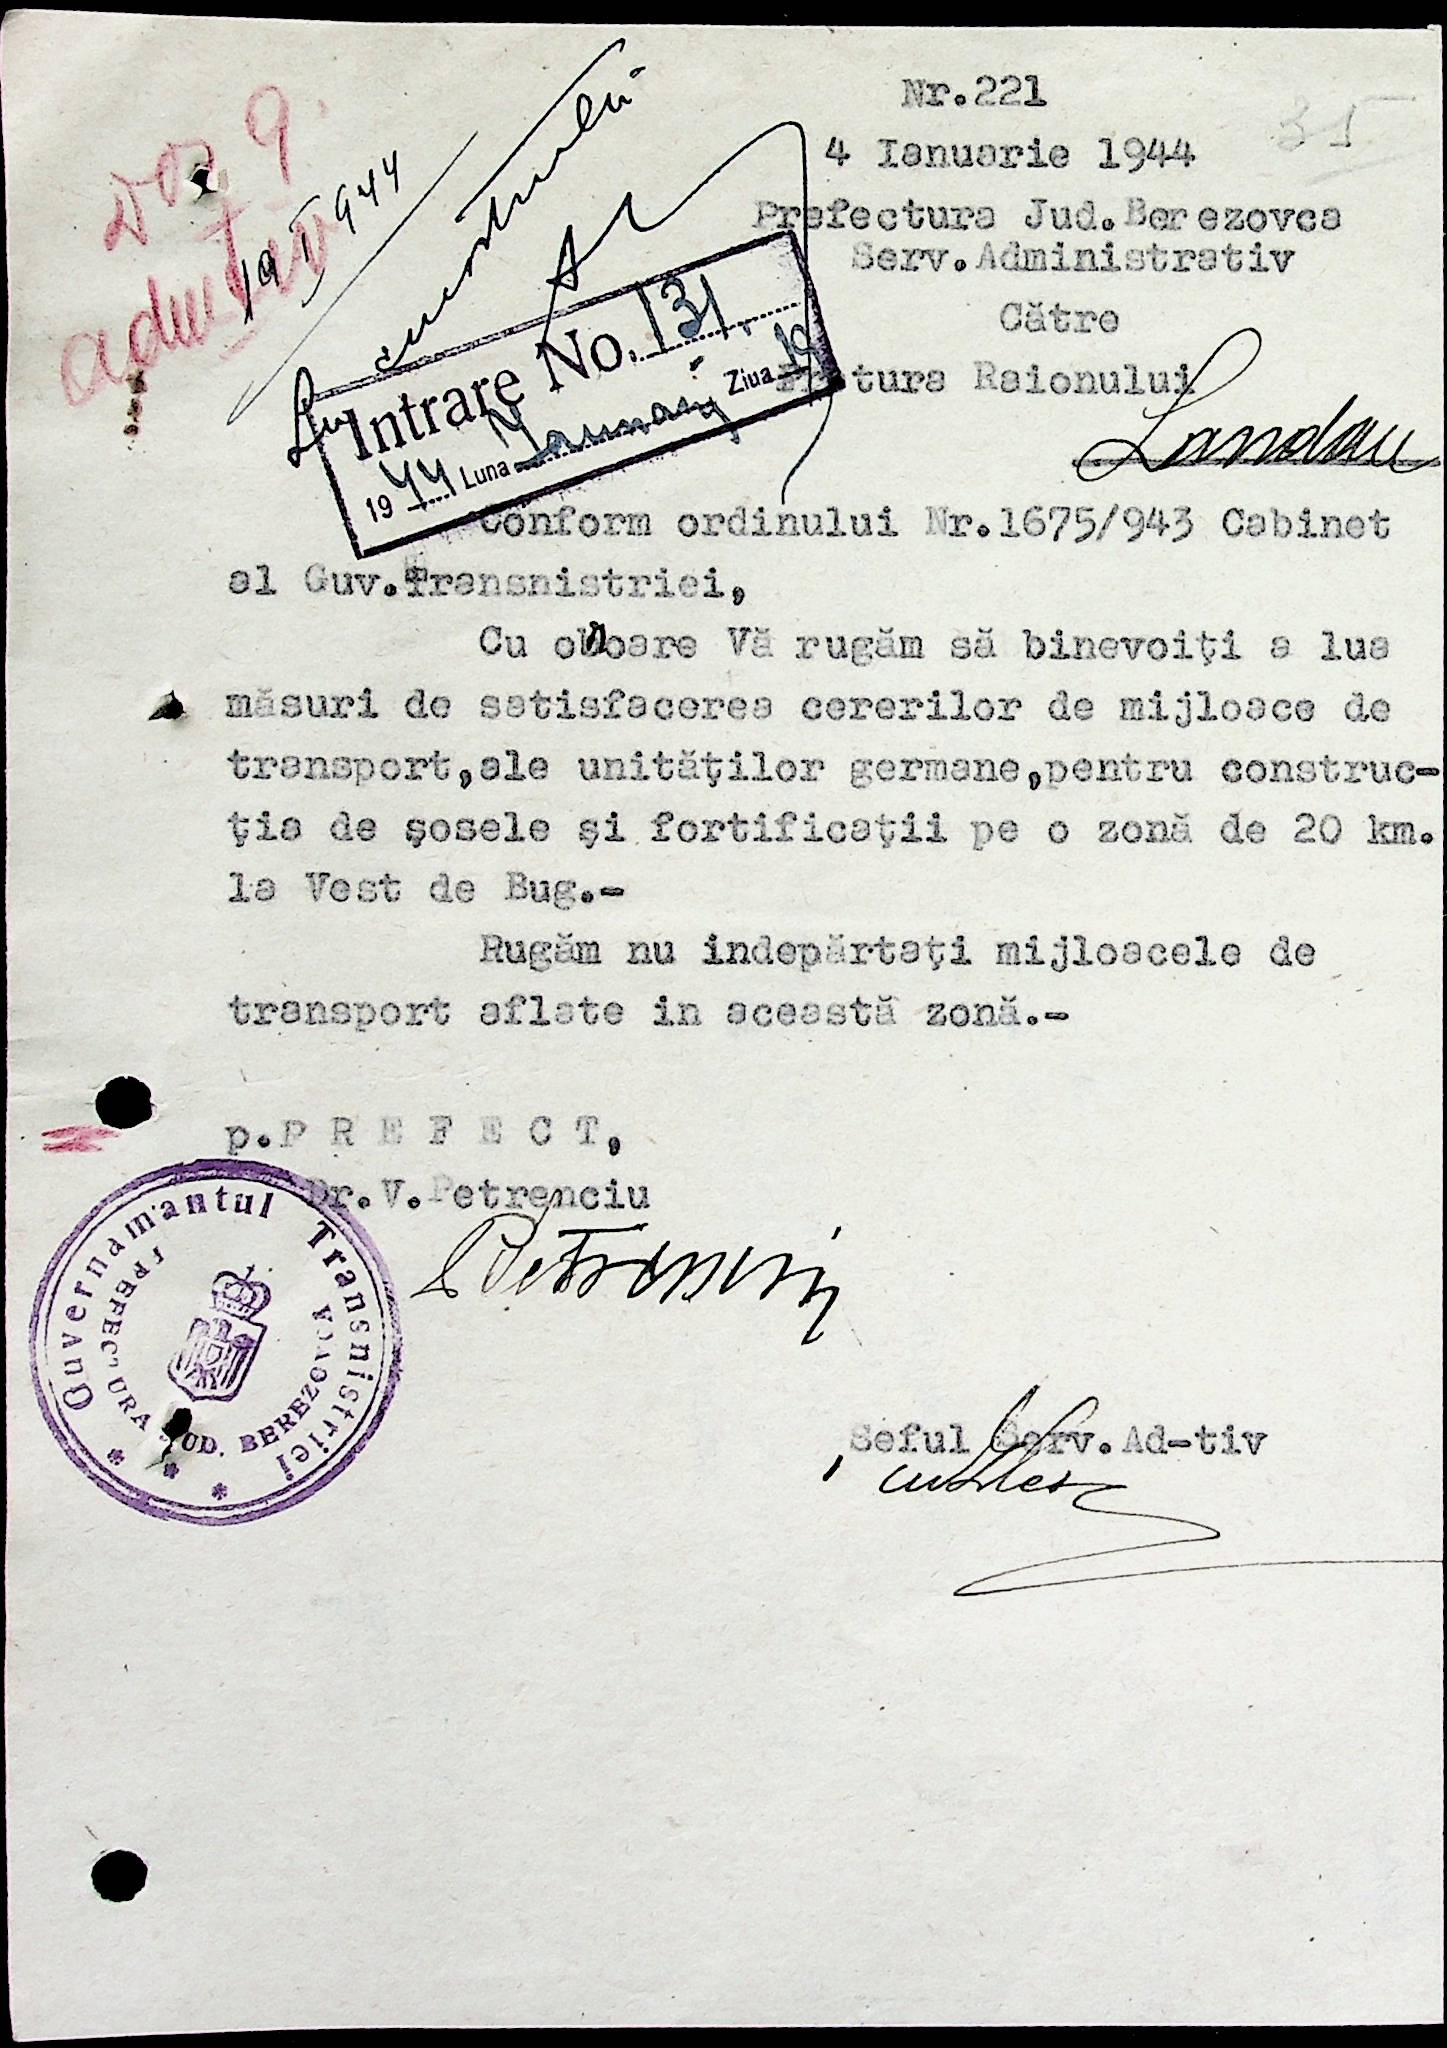 Nr.221
31
4 Ianuarie 1944
Prefectura Jud.Berezovca
Serv.Administrativ
Către
Pretura Raionului
Landau
19 I 944
Intrare No. 131.
1944 Luna Ianuarie Ziua 19
Conform ordinului Nr.1675/943 Cabinet
al Guv.Transnistriei,
Cu onoare Vă rugăm să binevoiţi a lua
măsuri de satisfacerea cererilor de mijloace de
transport,ale unităţilor germane,pentru construc-
ţia de şosele şi fortificaţii pe o zonă de 20 km.
la Vest de Bug.-
Rugăm nu indepărtaţi mijloacele de
transport aflate in această zonă.-
p.P R E F E C T,
Dr.V.Petrenciu
Guvernamantul Transnistriei
PREFECTURA JUD. BEREZOVCA
Seful Serv.Ad-tiv